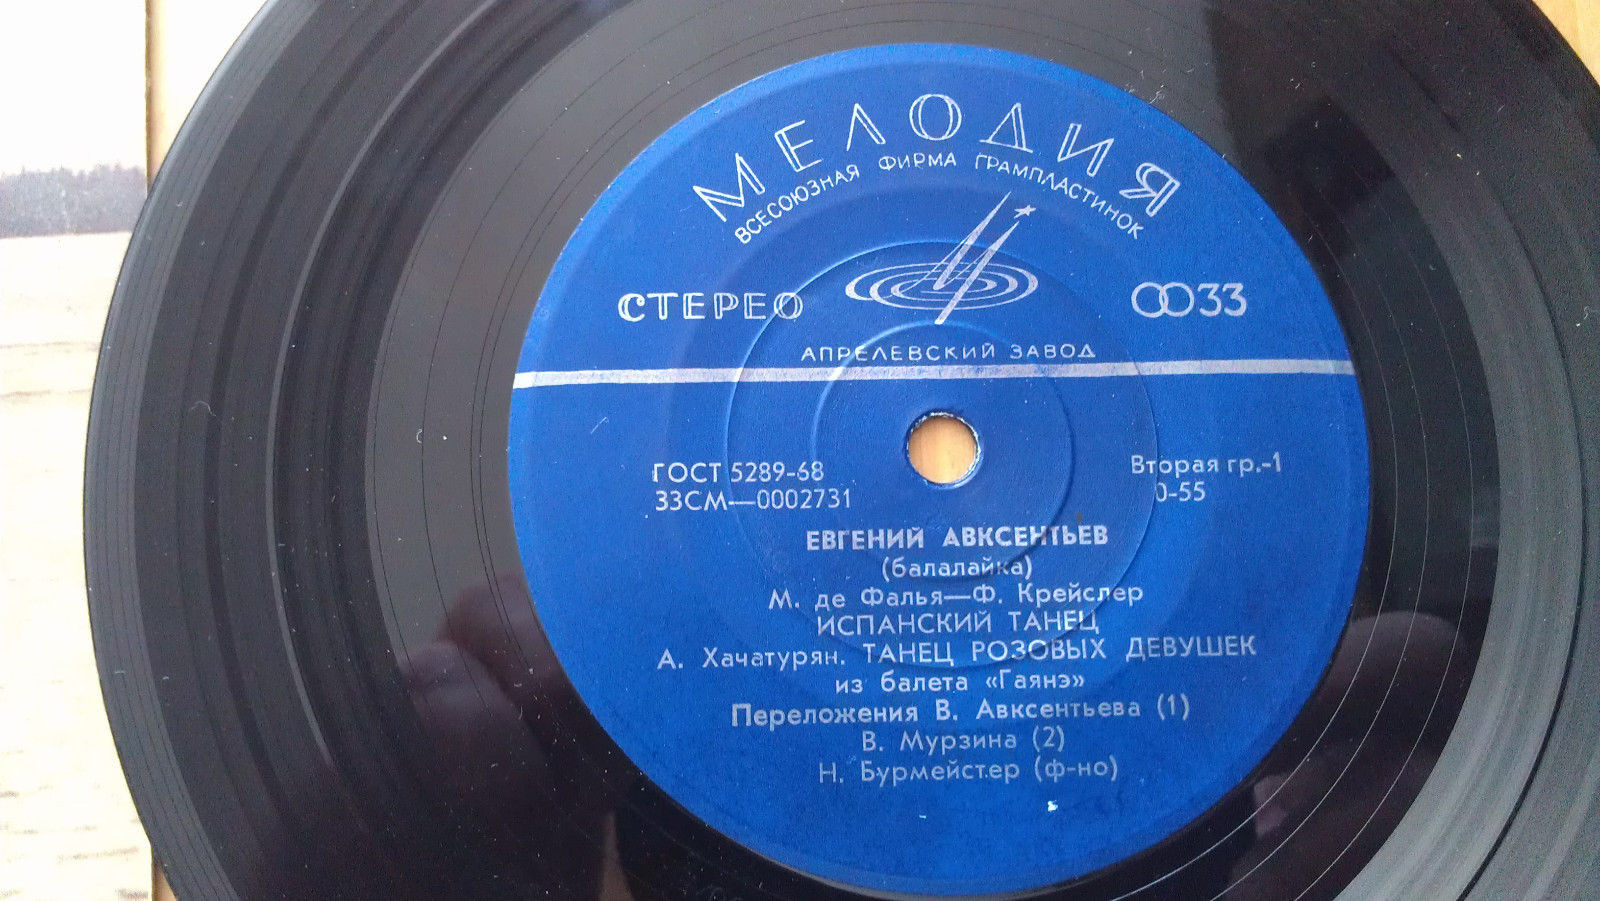 МЕЛОДИЯ
ВСЕСОЮЗНАЯ ФИРМА ГРАМПЛАСТИНОК
СТЕРЕО
33
АПРЕЛЕВСКИЙ ЗАВОД
ГОСТ 5289-68
Вторая гр.-1
33СМ—0002731
0-55
ЕВГЕНИЙ АВКСЕНТЬЕВ
(балалайка)
М. де Фалья—Ф. Крейслер
ИСПАНСКИЙ ТАНЕЦ
А. Хачатурян. ТАНЕЦ РОЗОВЫХ ДЕВУШЕК
из балета «Гаянэ»
Переложения В. Авксентьева (1)
В. Мурзина (2)
Н. Бурмейстер (ф-но)